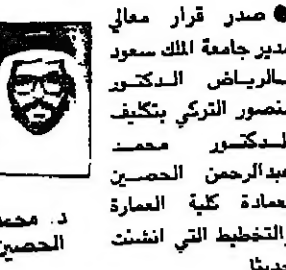 ● صدر قرار معالي
مدير جامعة الملك سعود
بالرياض الدكتور
منصور التركي بتكليف
الدكتور محمد
عبدالرحمن الحصين
بعمادة كلية العمارة
والتخطيط التي انشئت
حديثا
د. محمد
الحصين